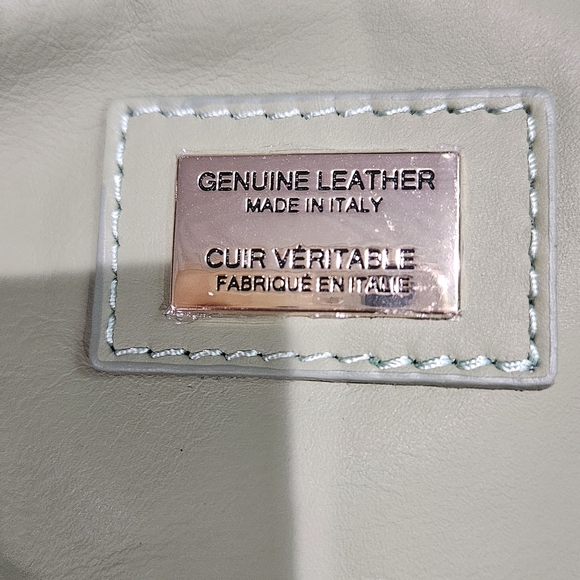 GENUINE LEATHER
MADE IN ITALY
CUIR VÉRITABLE
FABRIQUÉ EN ITALIE